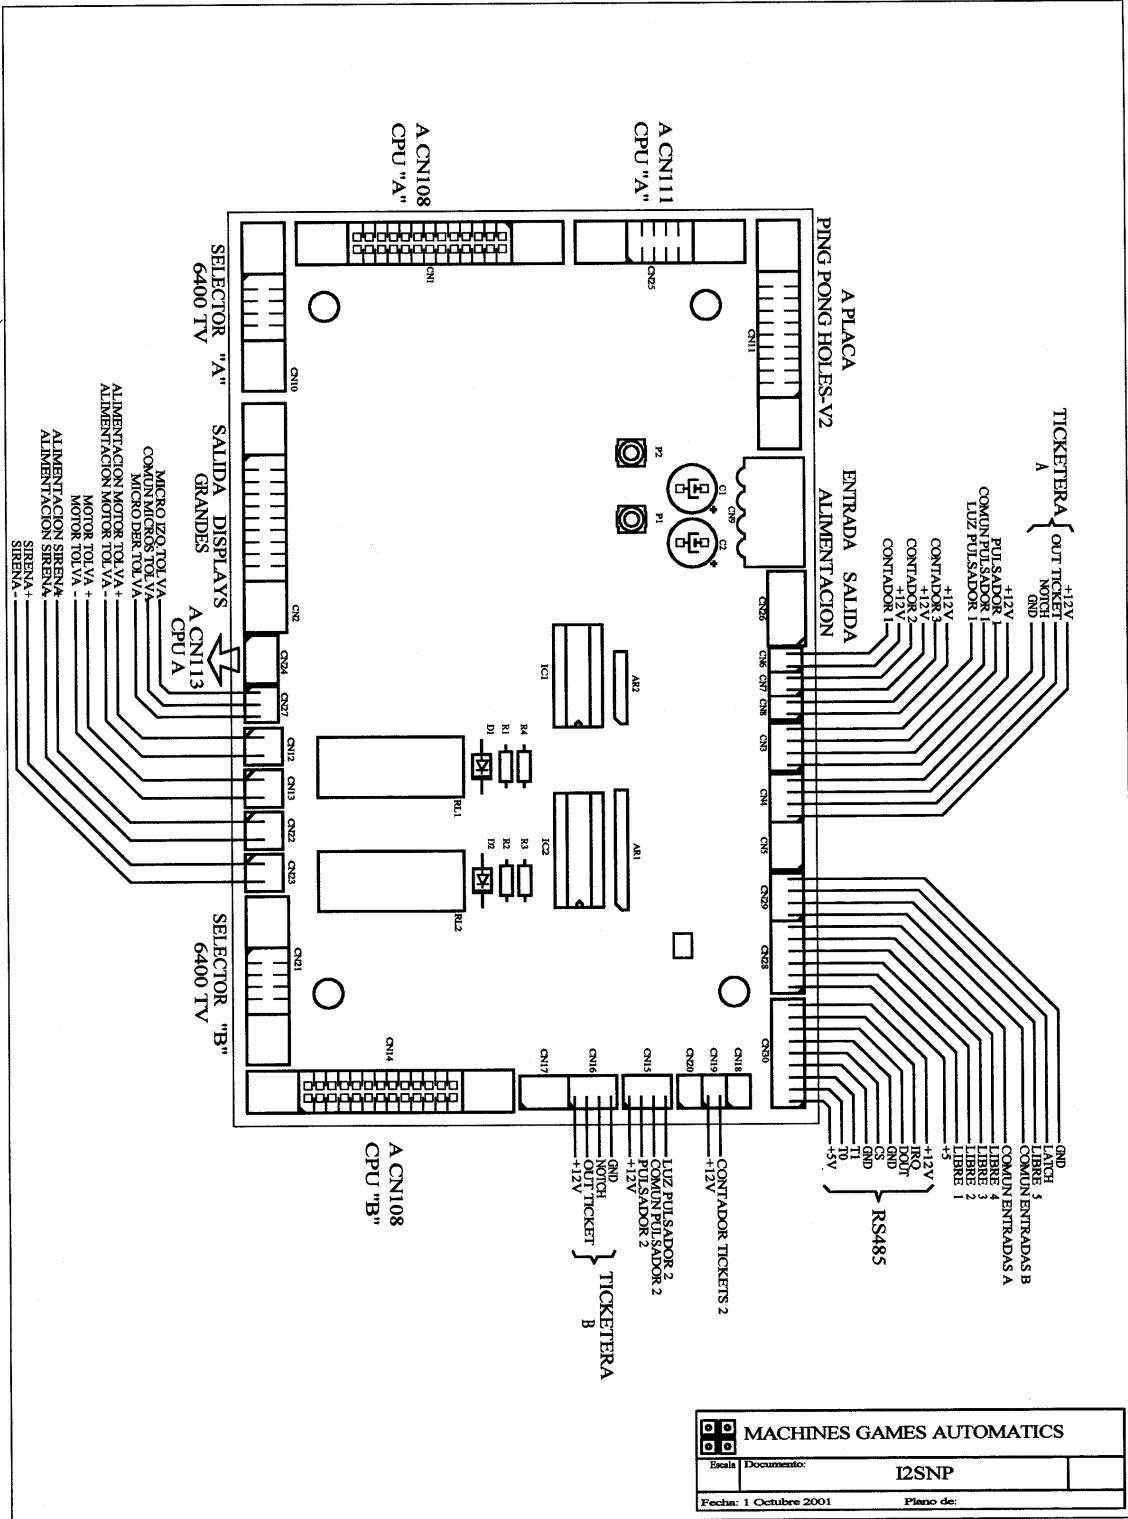 A CN108
CPU "A"
A CN111
CPU "A"
A PLACA
PING PONG HOLES-V2
CN1
CN25
CN11
SELECTOR "A"
6400 TV
CN10
SALIDA DISPLAYS
GRANDES
CN2
A CN113
CPU A
CN24
CN27
CN12
CN13
CN22
CN23
MICRO IZQ.TOLVA
COMUN MICROS TOLVA
MICRO DER.TOLVA
ALIMENTACION MOTOR TOLVA +
ALIMENTACION MOTOR TOLVA -
MOTOR TOLVA +
MOTOR TOLVA -
ALIMENTACION SIRENA+
ALIMENTACION SIRENA-
SIRENA+
SIRENA-
SELECTOR "B"
6400 TV
CN21
P2
P1
C1
+
C2
+
CN9
ENTRADA SALIDA
ALIMENTACION
CN26
CN6
CN7
CN8
CN3
CN4
CN5
CN29
CN28
CN30
IC1
AR2
D1
R1
R4
RL1
IC2
AR1
D2
R2
R3
RL2
TICKETERA
A
+12V
OUT TICKET
NOTCH
GND
+12V
PULSADOR 1
COMUN PULSADOR 1
LUZ PULSADOR 1
+12V
CONTADOR 3
+12V
CONTADOR 2
+12V
CONTADOR 1
GND
LATCH
LIBRE 5
COMUN ENTRADAS B
COMUN ENTRADAS A
LIBRE 4
LIBRE 3
LIBRE 2
LIBRE 1
+5
+12V
IRQ
DOUT
GND
CS
GND
T1
T0
+5V
RS485
CN14
A CN108
CPU "B"
CN17
CN16
CN15
CN20
CN19
CN18
CONTADOR TICKETS 2
+12V
LUZ PULSADOR 2
COMUN PULSADOR 2
PULSADOR 2
+12V
GND
NOTCH
OUT TICKET
+12V
TICKETERA
B
MACHINES GAMES AUTOMATICS
Escala
Documento:
I2SNP
Fecha: 1 Octubre 2001
Plano de: